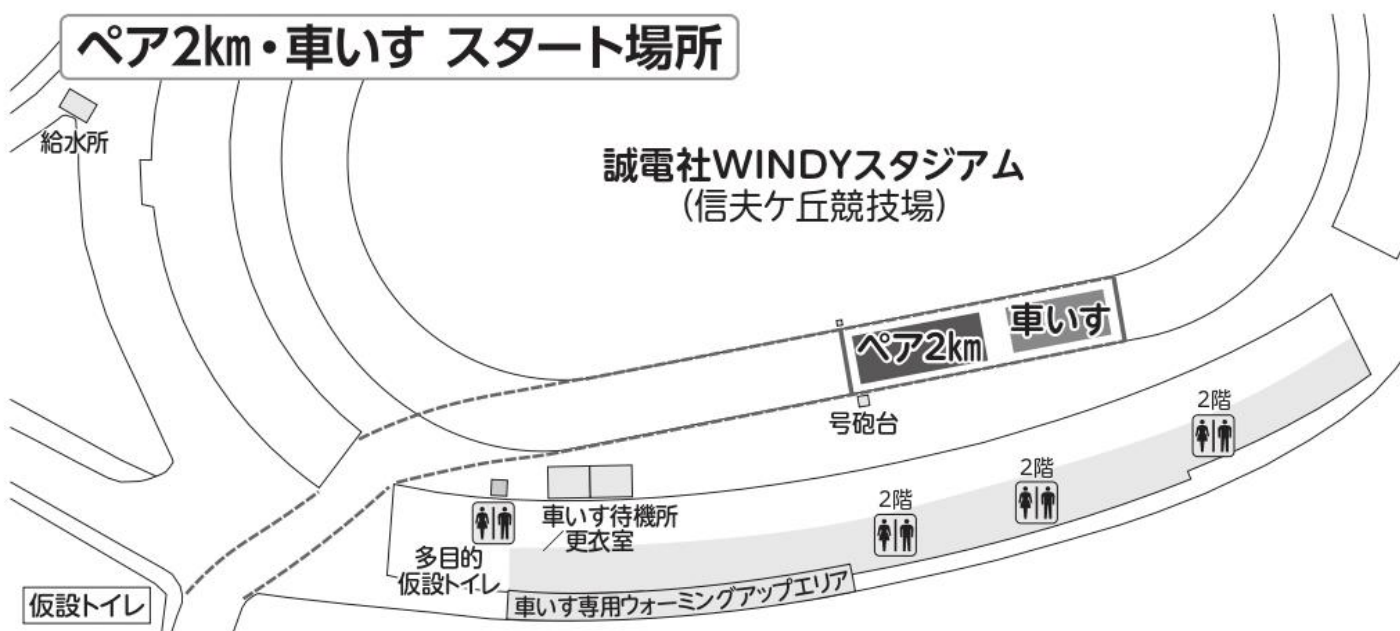 ペア2km・車いす スタート場所
給水所
誠電社WINDYスタジアム
(信夫ケ丘競技場)
ペア2km
車いす
号砲台
2階
2階
2階
車いす待機所
更衣室
多目的
仮設トイレ
車いす専用ウォーミングアップエリア
仮設トイレ